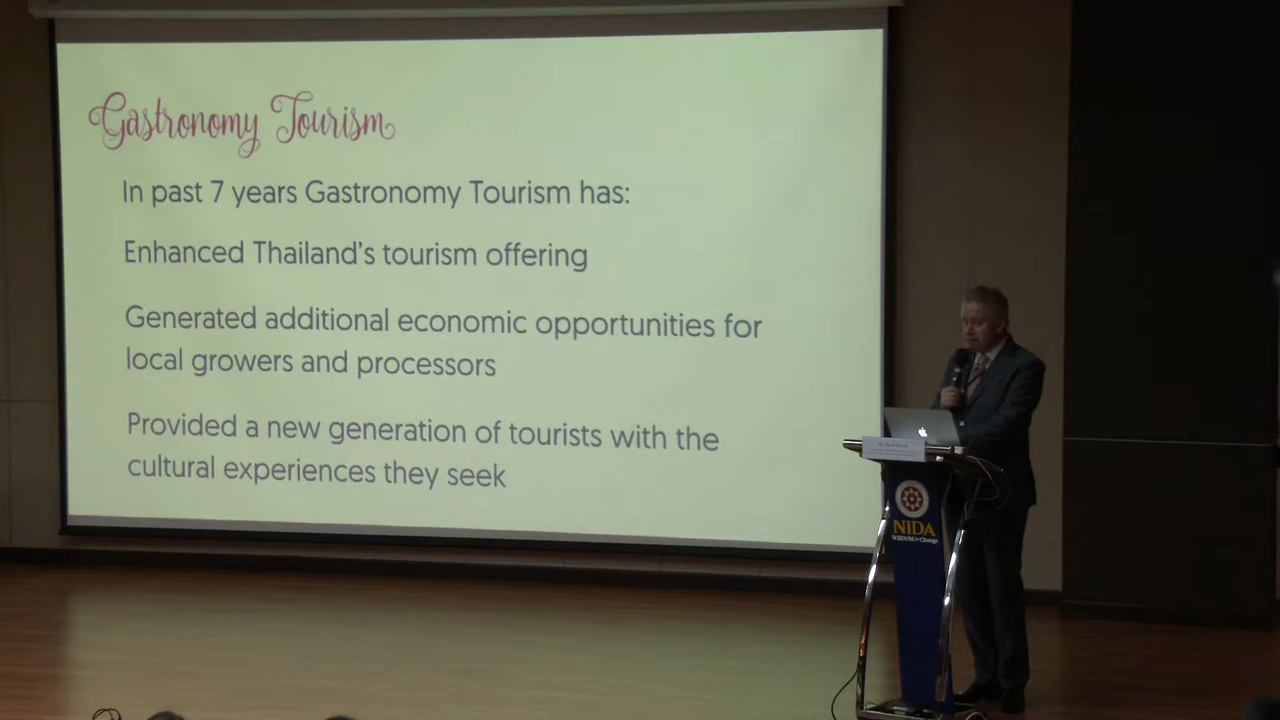 Gastronomy Tourism
In past 7 years Gastronomy Tourism has:
Enhanced Thailand's tourism offering
Generated additional economic opportunities for
local growers and processors
Provided a new generation of tourists with the
cultural experiences they seek
NIDA
WISDOM for Change